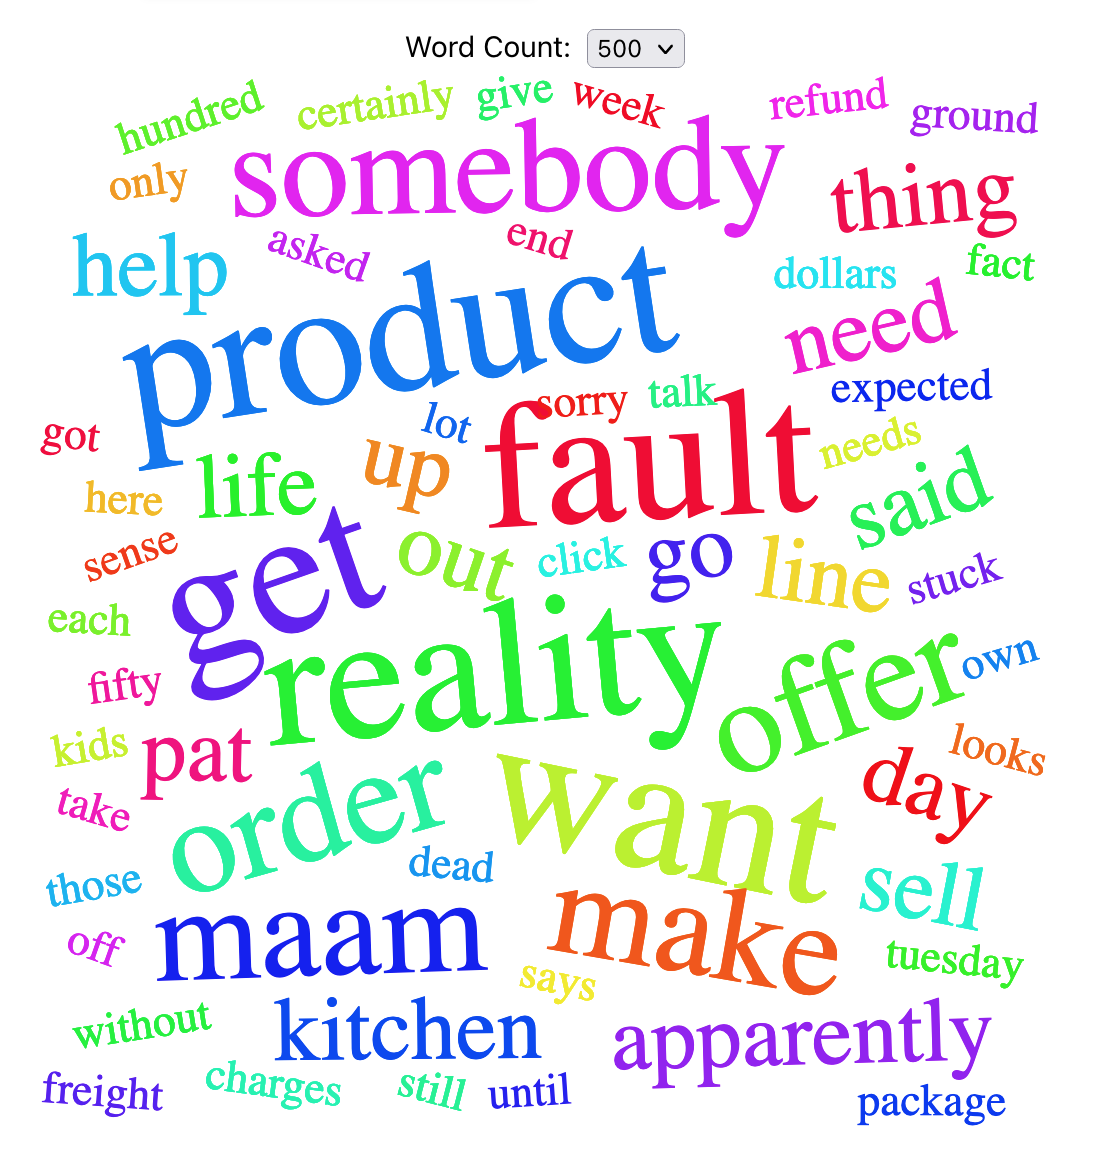 Word Count: 500
hundred certainly give week refund ground
only somebody thing
help asked end dollars fact
product need
sorry talk expected
got lot fault needs
here life up said
sense get out click go line stuck
each reality offer own
fifty
kids pat looks
take order want day
those dead sell
off maam make tuesday
says
without kitchen apparently
freight charges still until package